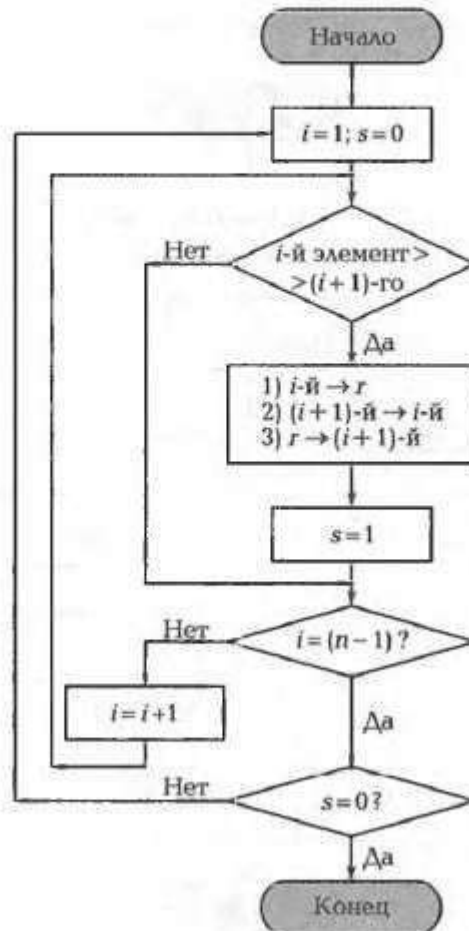 Начало
i=1; s=0
Нет
i-й элемент>
>(i+1)-го
Да
1) i-й→r
2) (i+1)-й→i-й
3) r→(i+1)-й
s=1
Нет
i=(n−1)?
i=i+1
Да
Нет
s=0?
Да
Конец